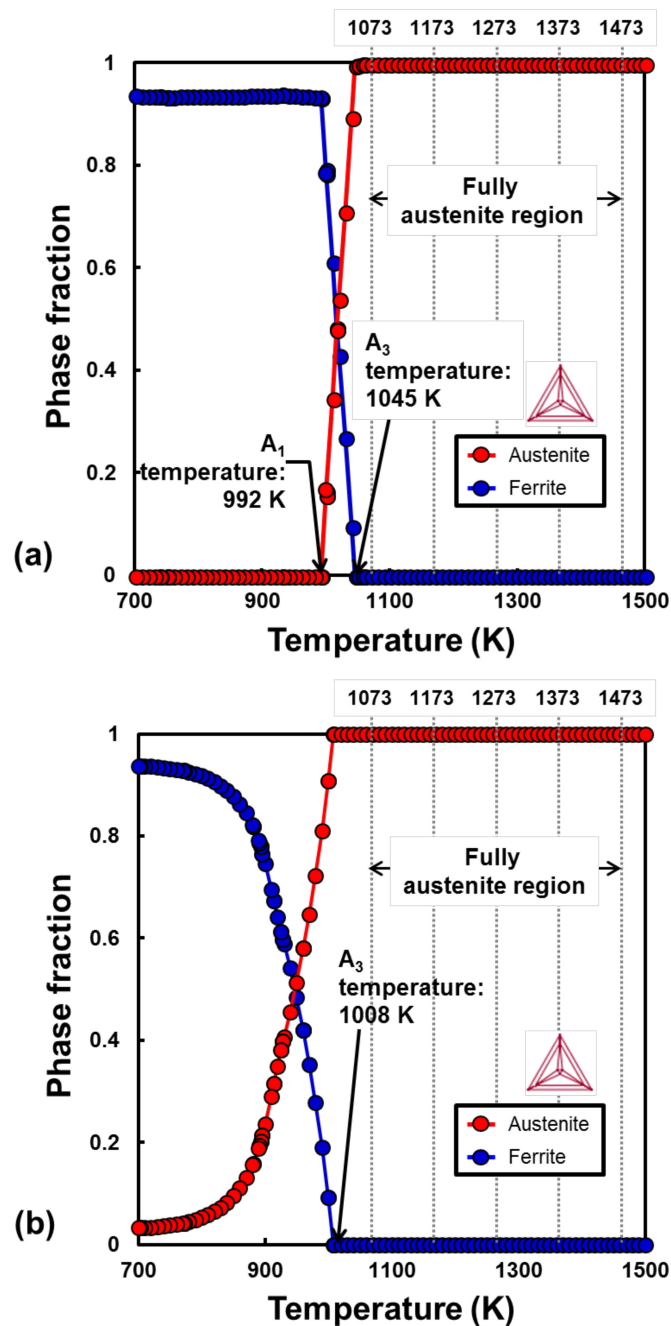 1073 1173 1273 1373 1473
1
0.8
0.6
0.4
0.2
0
Phase fraction
Fully
austenite region
A3
temperature:
1045 K
A1
temperature:
992 K
Austenite
Ferrite
(a)
700 900 1100 1300 1500
Temperature (K)
1073 1173 1273 1373 1473
1
0.8
0.6
0.4
0.2
0
Phase fraction
Fully
austenite region
A3
temperature:
1008 K
Austenite
Ferrite
(b)
700 900 1100 1300 1500
Temperature (K)